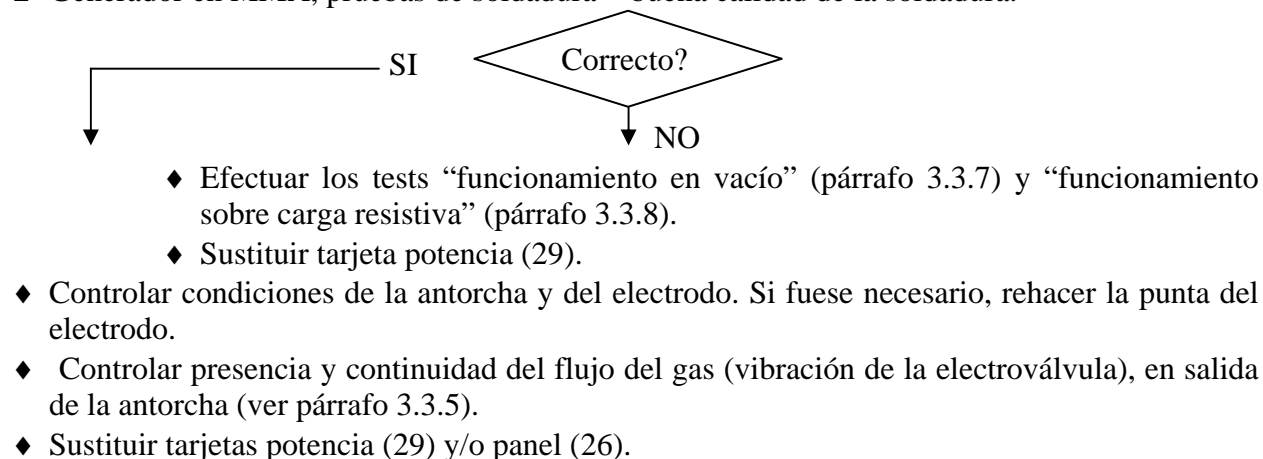 SI
Correcto?
NO
♦ Efectuar los tests “funcionamiento en vacío” (párrafo 3.3.7) y “funcionamiento
sobre carga resistiva” (párrafo 3.3.8).
♦ Sustituir tarjeta potencia (29).
♦ Controlar condiciones de la antorcha y del electrodo. Si fuese necesario, rehacer la punta del
electrodo.
♦ Controlar presencia y continuidad del flujo del gas (vibración de la electroválvula), en salida
de la antorcha (ver párrafo 3.3.5).
♦ Sustituir tarjetas potencia (29) y/o panel (26).